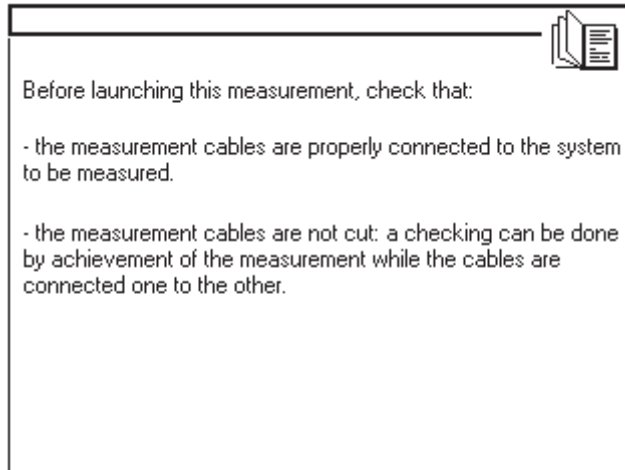 Before launching this measurement, check that:
- the measurement cables are properly connected to the system
to be measured.
- the measurement cables are not cut: a checking can be done
by achievement of the measurement while the cables are
connected one to the other.